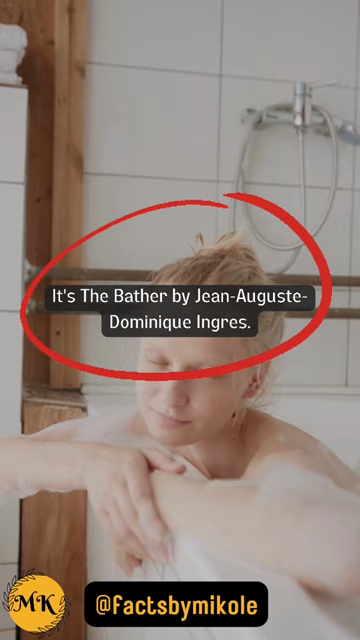 It's The Bather by Jean-Auguste-
Dominique Ingres.
MK
@factsbymikole